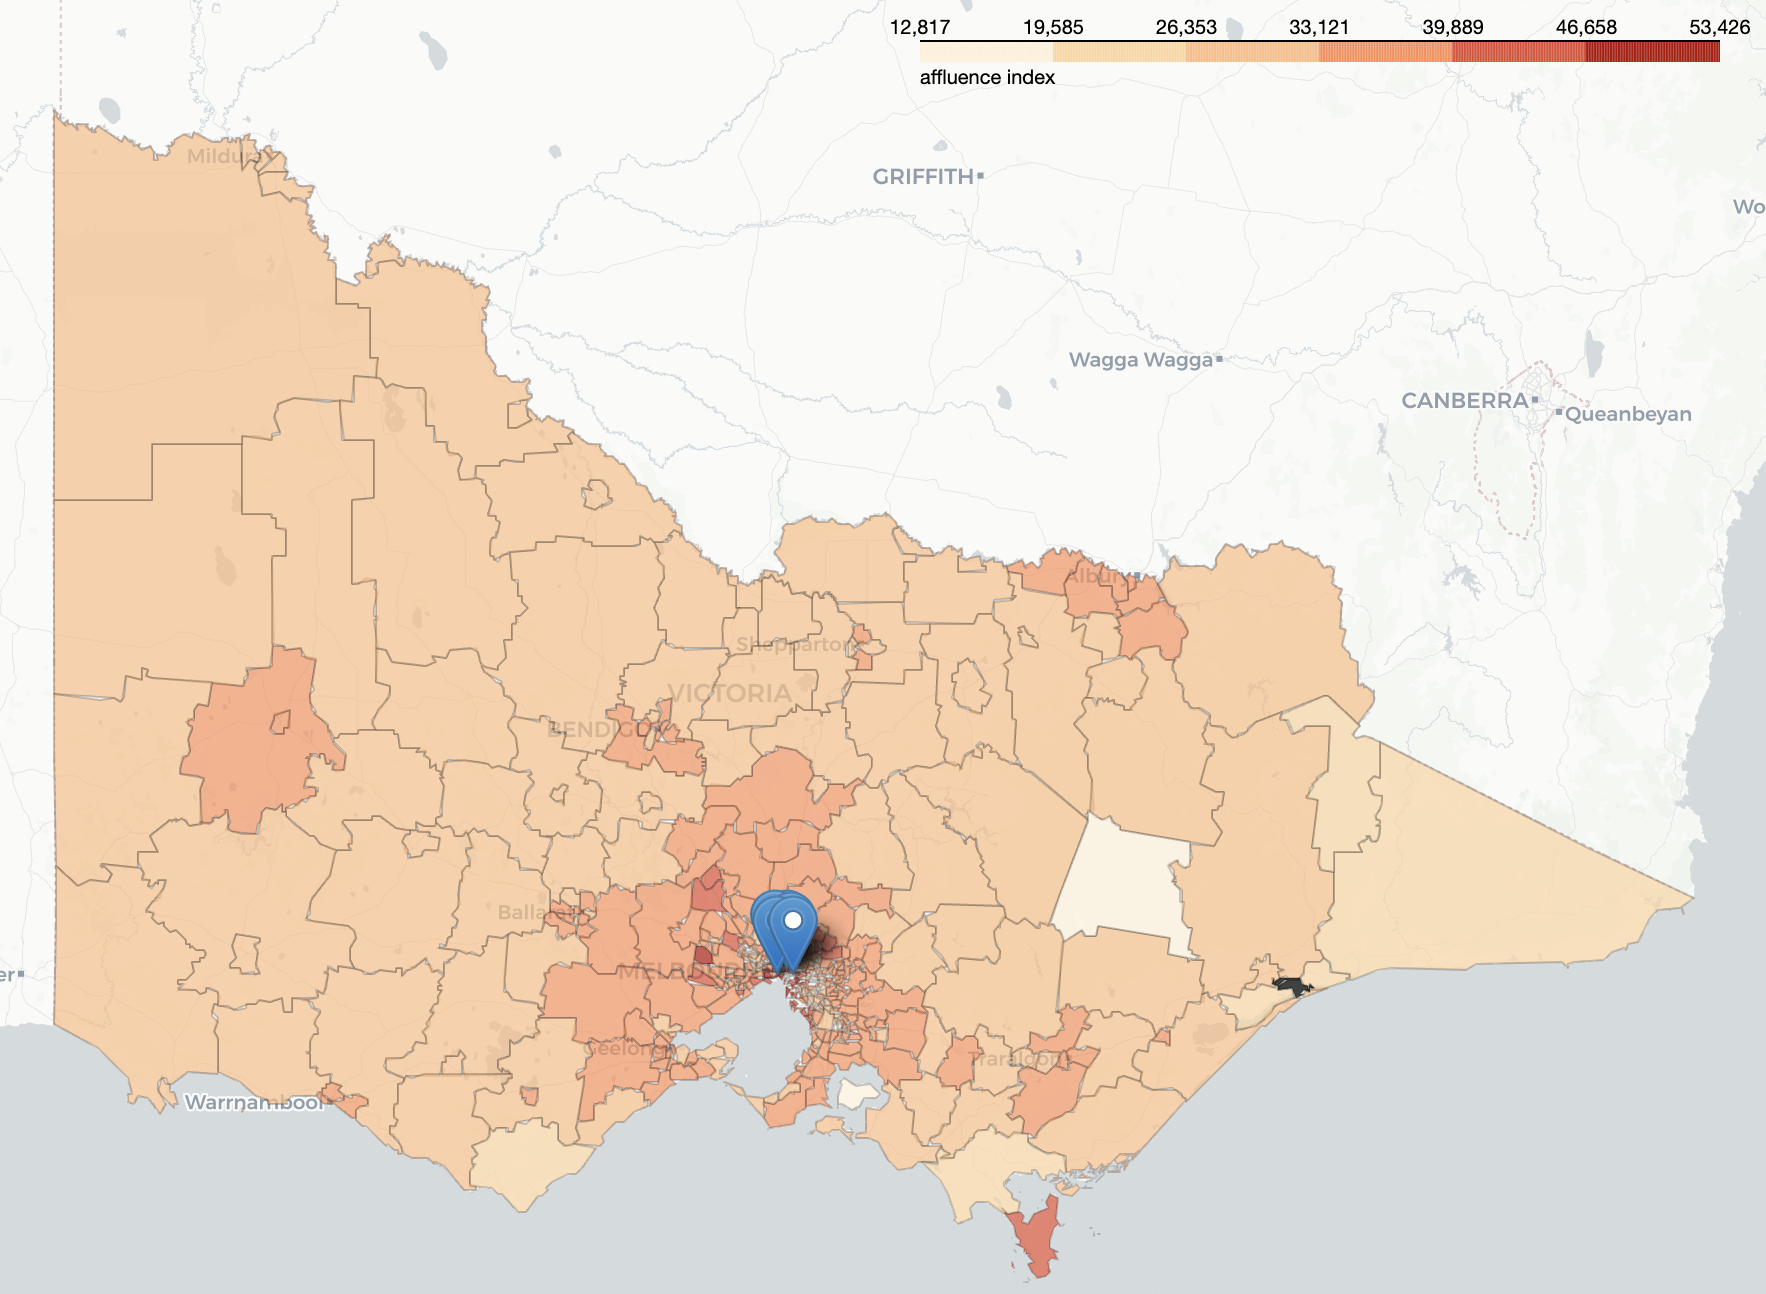 12,817 19,585 26,353 33,121 39,889 46,658 53,426
affluence index
Mildura
GRIFFITH
Wo
Wagga Wagga
CANBERRA
Queanbeyan
Albury
Shepparton
VICTORIA
BENDIGO
Ballarat
er
MELBOURNE
Geelong
Traralgon
Warrnambool